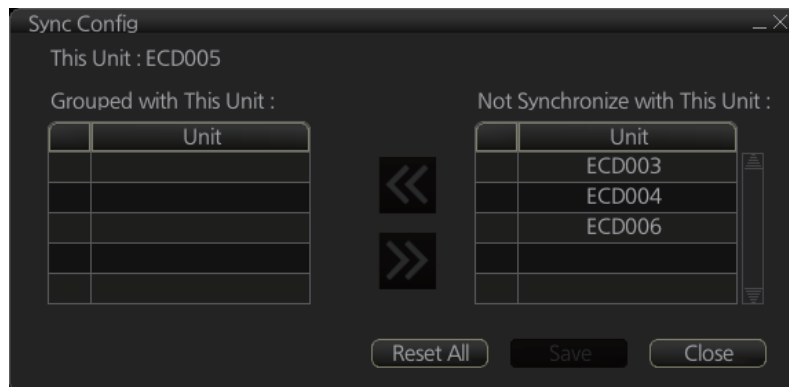 Sync Config
This Unit : ECD005
Grouped with This Unit :
Unit
Not Synchronize with This Unit :
Unit
ECD003
ECD004
ECD006
Reset All
Save
Close